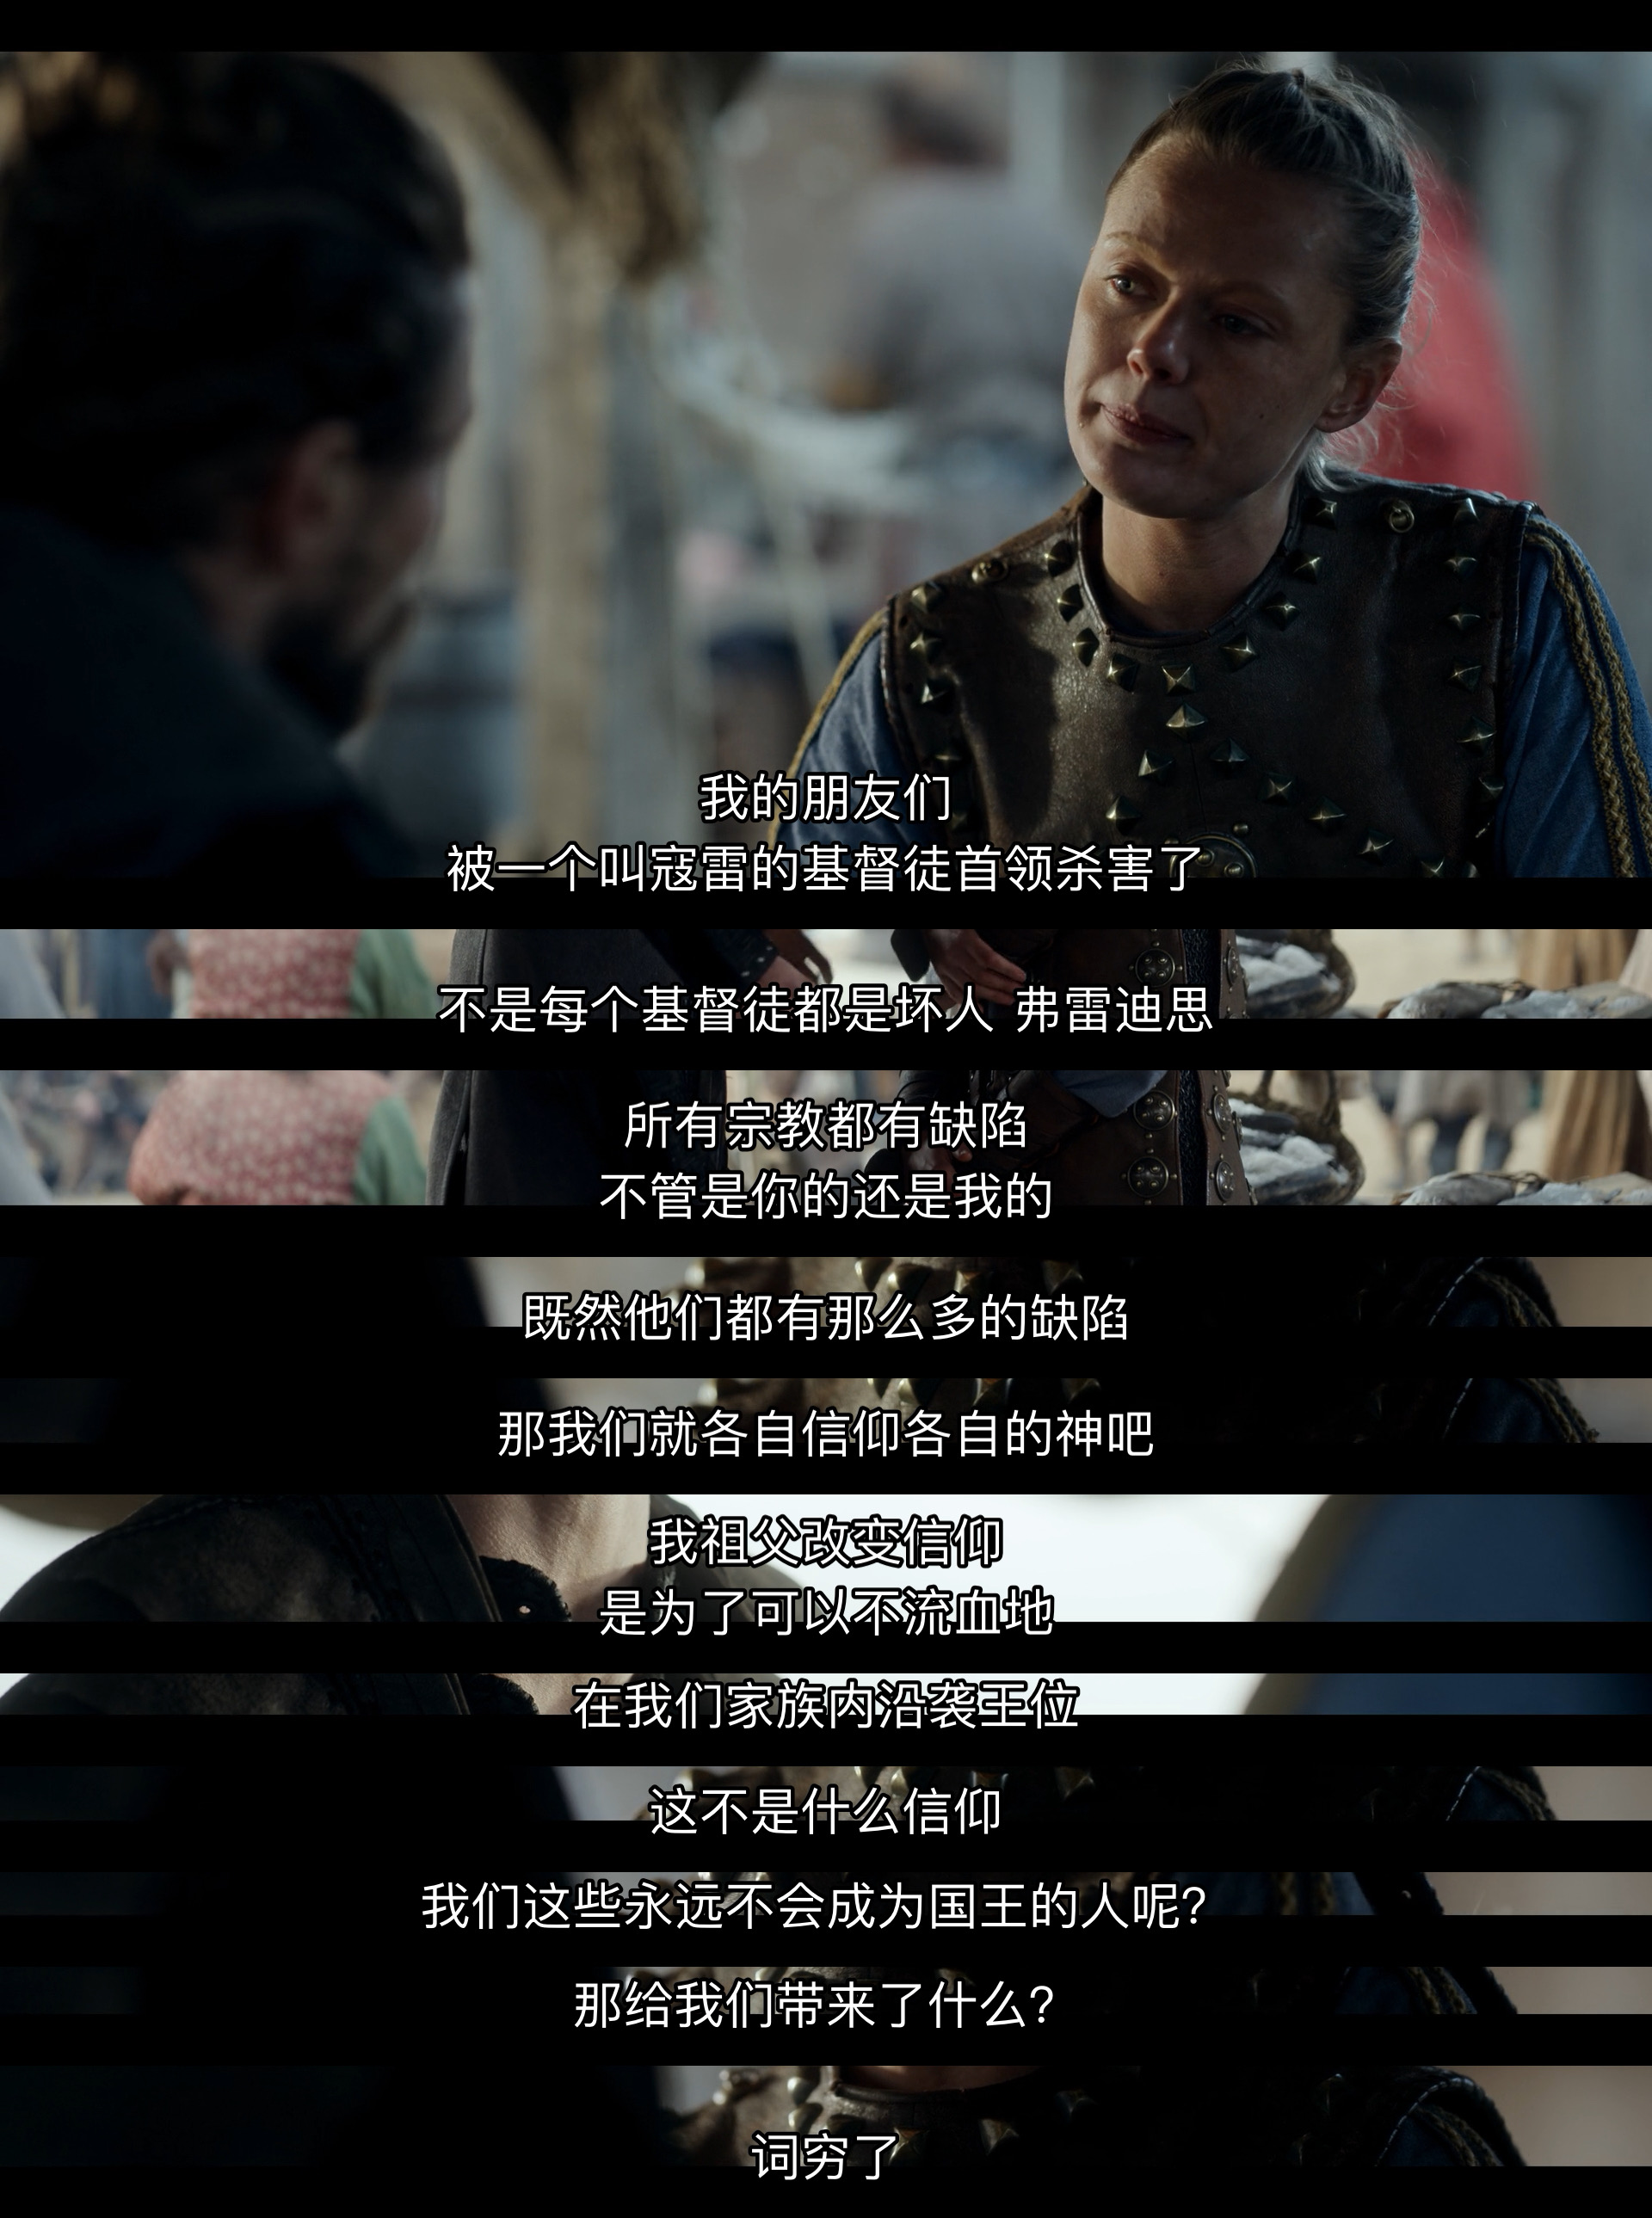 我的朋友们
被一个叫寇雷的基督徒首领杀害了
不是每个基督徒都是坏人 弗雷迪思
所有宗教都有缺陷
不管是你的还是我的
既然他们都有那么多的缺陷
那我们就各自信仰各自的神吧
我祖父改变信仰
是为了可以不流血地
在我们家族内沿袭王位
这不是什么信仰
我们这些永远不会成为国王的人呢?
那给我们带来了什么?
词穷了